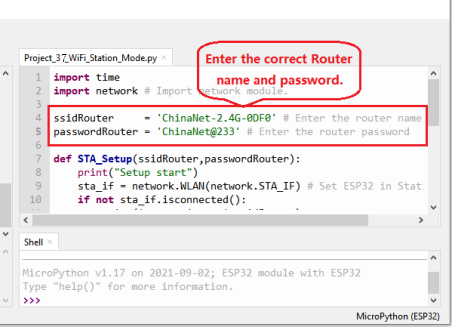 Project_37_WiFi_Station_Mode.py ×
Enter the correct Router
name and password.
1 import time
2 import network # Import network module.
3
4 ssidRouter     = 'ChinaNet-2.4G-0DF0' # Enter the router name
5 passwordRouter = 'ChinaNet@233' # Enter the router password
6
7 def STA_Setup(ssidRouter,passwordRouter):
8     print("Setup start")
9     sta_if = network.WLAN(network.STA_IF) # Set ESP32 in Stat
10     if not sta_if.isconnected():
Shell ×
MicroPython v1.17 on 2021-09-02; ESP32 module with ESP32
Type "help()" for more information.
>>>
MicroPython (ESP32)